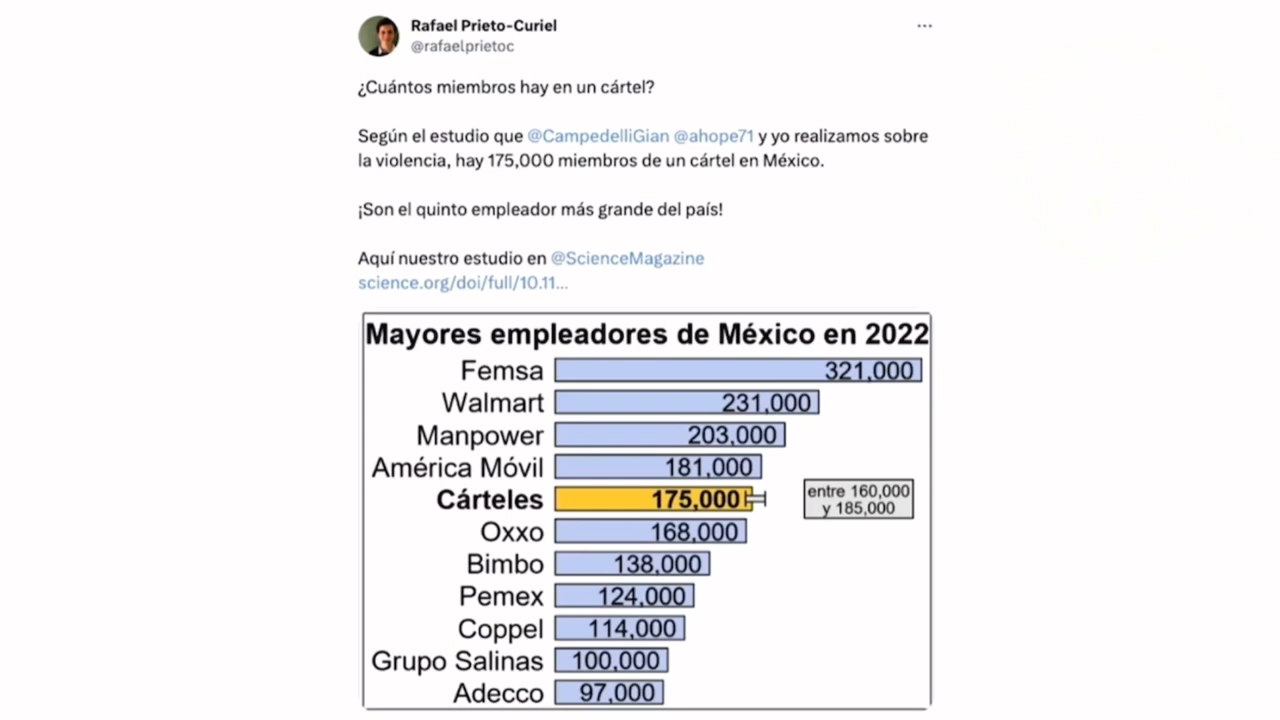 Rafael Prieto-Curiel
@rafaelprietoc
¿Cuántos miembros hay en un cártel?
Según el estudio que @CampedelliGian @ahope71 y yo realizamos sobre
la violencia, hay 175,000 miembros de un cártel en México.
¡Son el quinto empleador más grande del país!
Aquí nuestro estudio en @ScienceMagazine
science.org/doi/full/10.11...
Mayores empleadores de México en 2022
Femsa 321,000
Walmart 231,000
Manpower 203,000
América Móvil 181,000
Cárteles 175,000 entre 160,000
y 185,000
Oxxo 168,000
Bimbo 138,000
Pemex 124,000
Coppel 114,000
Grupo Salinas 100,000
Adecco 97,000